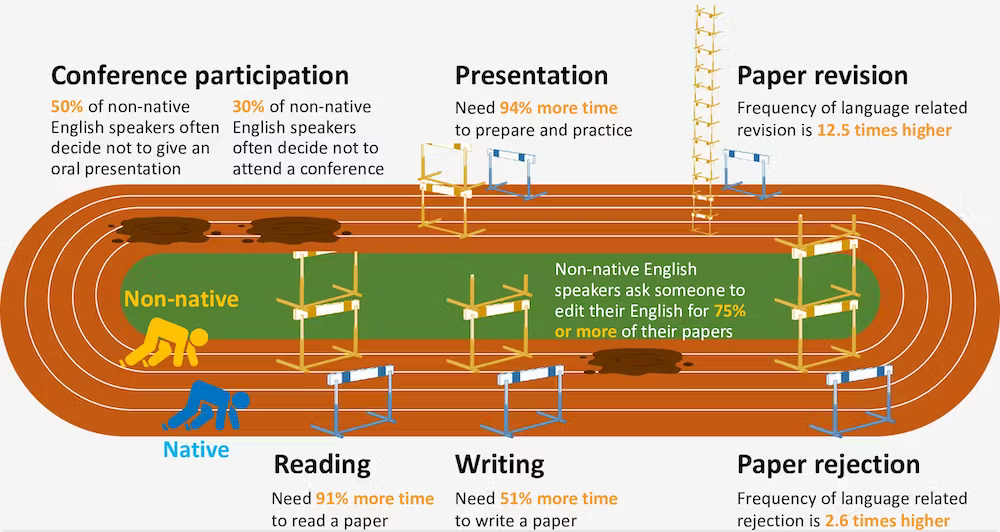 Conference participation
50% of non-native
English speakers often
decide not to give an
oral presentation
30% of non-native
English speakers
often decide not to
attend a conference
Presentation
Need 94% more time
to prepare and practice
Paper revision
Frequency of language related
revision is 12.5 times higher
Non-native
Non-native English
speakers ask someone to
edit their English for 75%
or more of their papers
Native
Reading
Need 91% more time
to read a paper
Writing
Need 51% more time
to write a paper
Paper rejection
Frequency of language related
rejection is 2.6 times higher